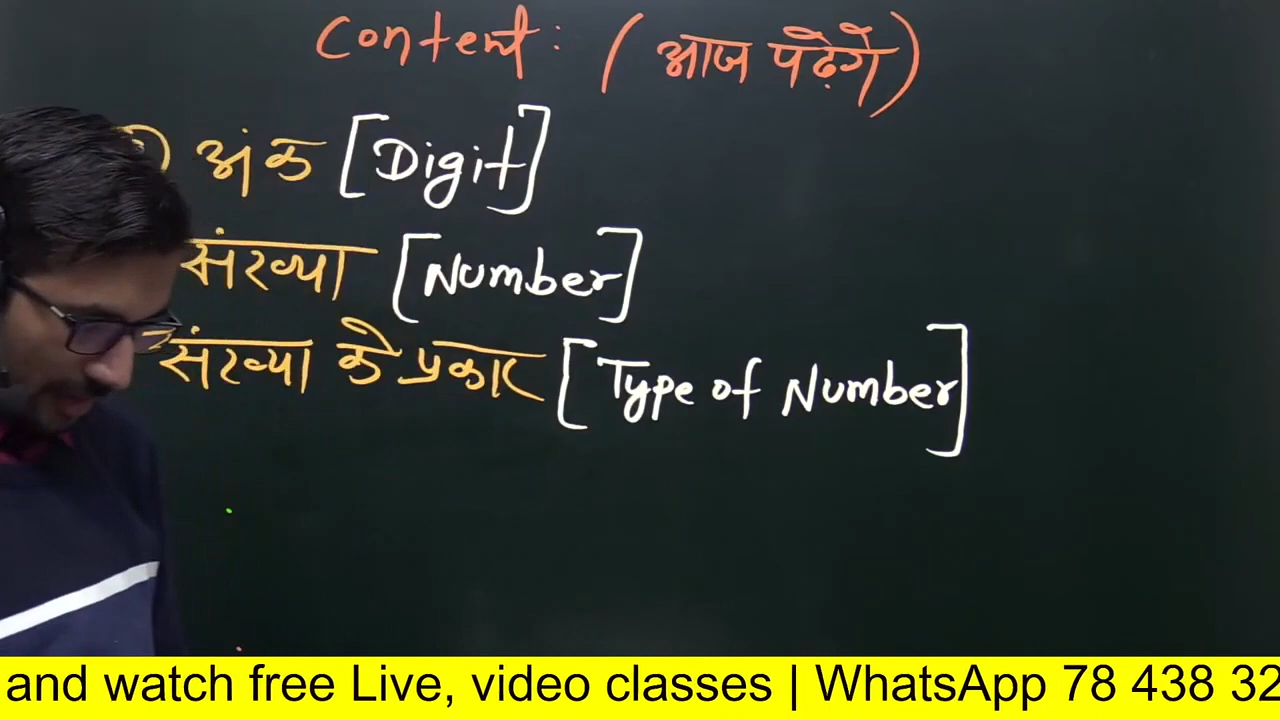 Content: (आज पढ़ेगें)
अंक [Digit]
संख्या [Number]
संख्या के प्रकार [Type of Number]
and watch free Live, video classes | WhatsApp 78 438 32